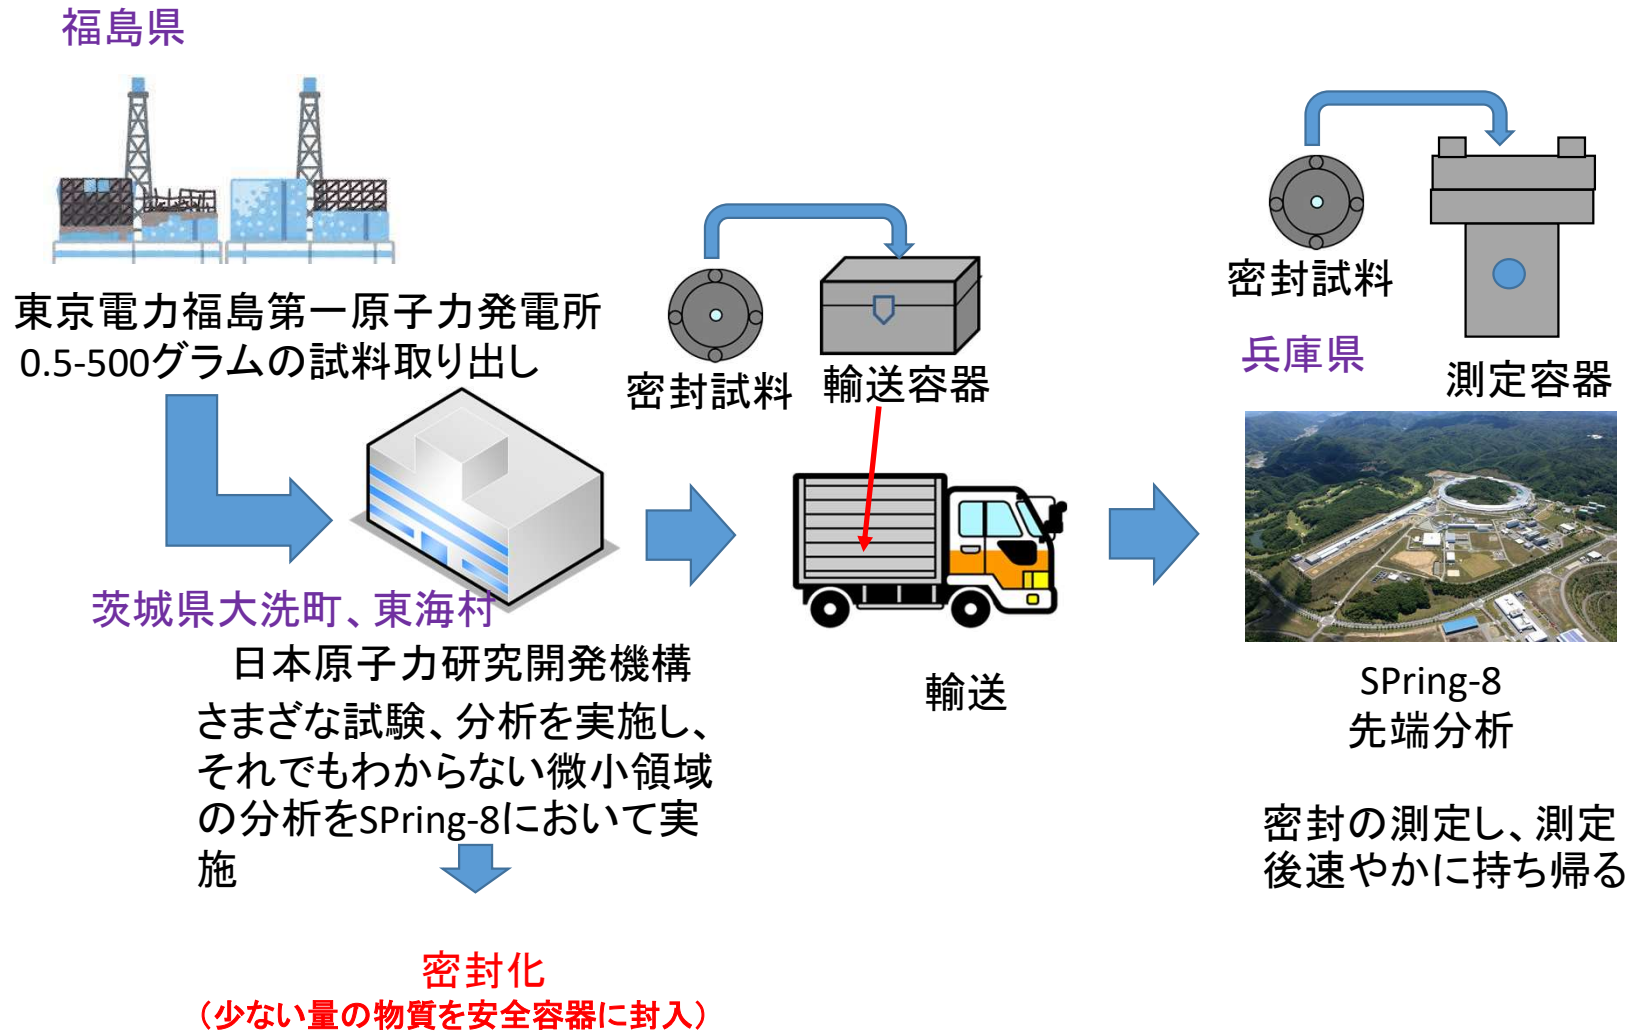 福島県
東京電力福島第一原子力発電所
0.5-500グラムの試料取り出し
茨城県大洗町、東海村
日本原子力研究開発機構
さまざな試験、分析を実施し、
それでもわからない微小領域
の分析をSPring-8において実
施
密封化
（少ない量の物質を安全容器に封入）
密封試料
輸送容器
輸送
密封試料
測定容器
兵庫県
SPring-8
先端分析
密封の測定し、測定
後速やかに持ち帰る